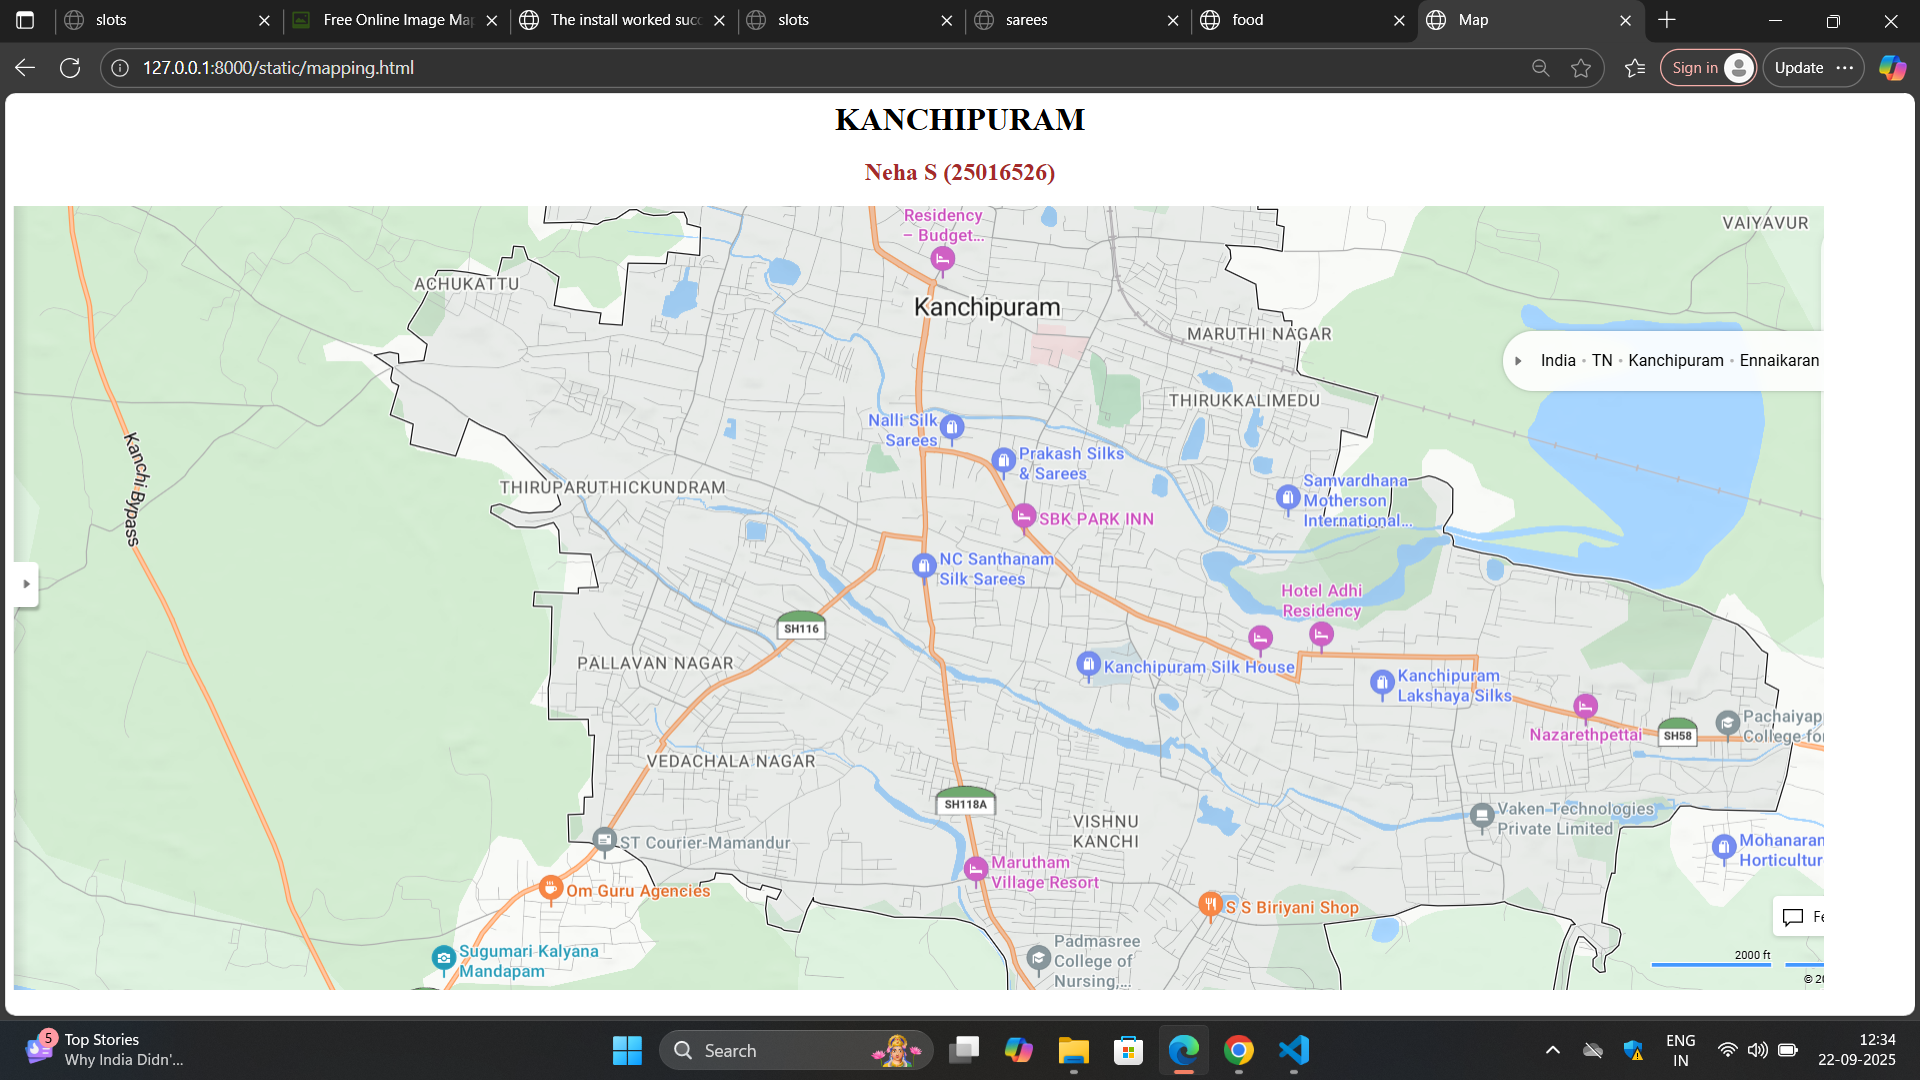 slots
Free Online Image Map
The install worked succ
slots
sarees
food
Map
127.0.0.1:8000/static/mapping.html
Sign in
Update
KANCHIPURAM
Neha S (25016526)
Residency
– Budget...
VAIYAVUR
ACHUKATTU
Kanchipuram
MARUTHI NAGAR
India • TN • Kanchipuram • Ennaikaran
THIRUKKALIMEDU
Nalli Silk
Sarees
Prakash Silks
& Sarees
Kanchi Bypass
THIRUPARUTHICKUNDRAM
Samvardhana
Motherson
International...
SBK PARK INN
NC Santhanam
Silk Sarees
Hotel Adhi
Residency
SH116
PALLAVAN NAGAR
Kanchipuram Silk House
Kanchipuram
Lakshaya Silks
Nazarethpettai
SH58
Pachaiyap
College for
VEDACHALA NAGAR
SH118A
VISHNU
KANCHI
Vaken Technologies
Private Limited
ST Courier-Mamandur
Mohanaran
Horticulture
Marutham
Village Resort
Om Guru Agencies
S S Biriyani Shop
Fe
Sugumari Kalyana
Mandapam
Padmasree
College of
Nursing,...
2000 ft
© 20
5
Top Stories
Why India Didn'...
Search
ENG
IN
12:34
22-09-2025